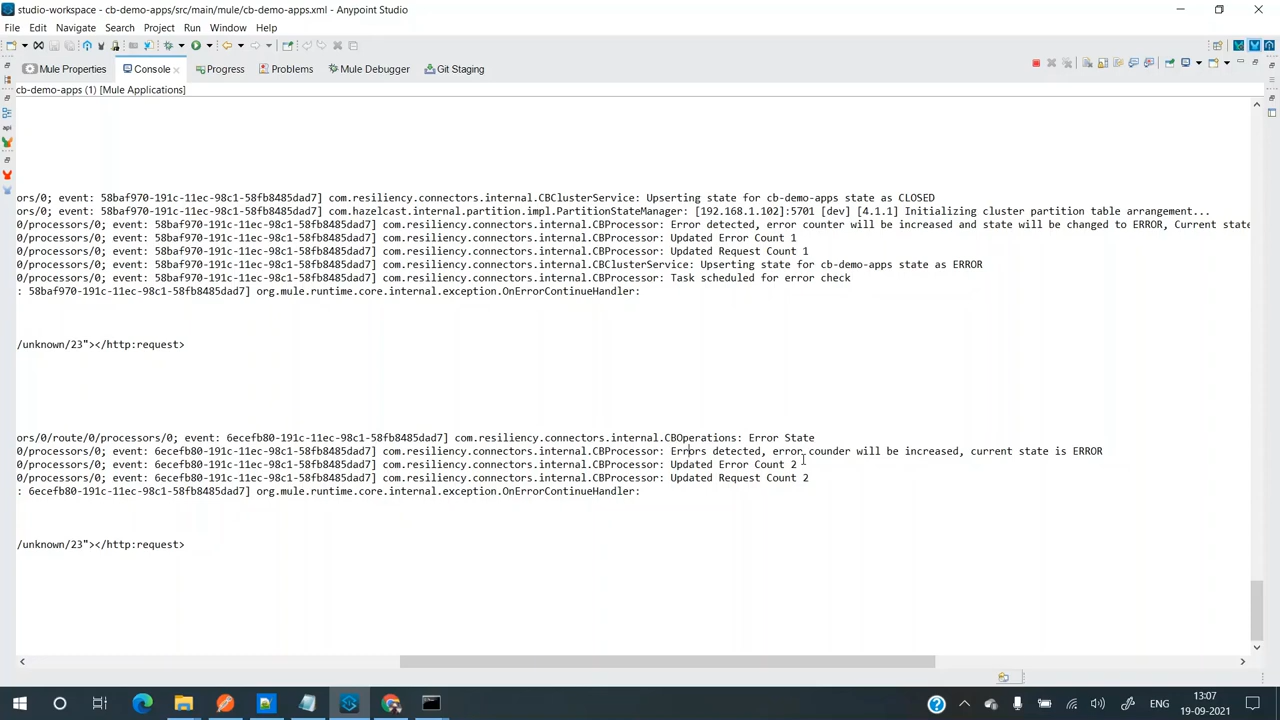 studio-workspace - cb-demo-apps/src/main/mule/cb-demo-apps.xml - Anypoint Studio
File Edit Navigate Search Project Run Window Help
Mule Properties Console Progress Problems Mule Debugger Git Staging
cb-demo-apps (1) [Mule Applications]
api
ors/0; event: 58baf970-191c-11ec-98c1-58fb8485dad7] com.resiliency.connectors.internal.CBClusterService: Upserting state for cb-demo-apps state as CLOSED
ors/0; event: 58baf970-191c-11ec-98c1-58fb8485dad7] com.hazelcast.internal.partition.impl.PartitionStateManager: [192.168.1.102]:5701 [dev] [4.1.1] Initializing cluster partition table arrangement...
0/processors/0; event: 58baf970-191c-11ec-98c1-58fb8485dad7] com.resiliency.connectors.internal.CBProcessor: Error detected, error counter will be increased and state will be changed to ERROR, Current state
0/processors/0; event: 58baf970-191c-11ec-98c1-58fb8485dad7] com.resiliency.connectors.internal.CBProcessor: Updated Error Count 1
0/processors/0; event: 58baf970-191c-11ec-98c1-58fb8485dad7] com.resiliency.connectors.internal.CBProcessor: Updated Request Count 1
0/processors/0; event: 58baf970-191c-11ec-98c1-58fb8485dad7] com.resiliency.connectors.internal.CBClusterService: Upserting state for cb-demo-apps state as ERROR
0/processors/0; event: 58baf970-191c-11ec-98c1-58fb8485dad7] com.resiliency.connectors.internal.CBProcessor: Task scheduled for error check
: 58baf970-191c-11ec-98c1-58fb8485dad7] org.mule.runtime.core.internal.exception.OnErrorContinueHandler:
/unknown/23"></http:request>
ors/0/route/0/processors/0; event: 6ecefb80-191c-11ec-98c1-58fb8485dad7] com.resiliency.connectors.internal.CBOperations: Error State
0/processors/0; event: 6ecefb80-191c-11ec-98c1-58fb8485dad7] com.resiliency.connectors.internal.CBProcessor: Errors detected, error counder will be increased, current state is ERROR
0/processors/0; event: 6ecefb80-191c-11ec-98c1-58fb8485dad7] com.resiliency.connectors.internal.CBProcessor: Updated Error Count 2
0/processors/0; event: 6ecefb80-191c-11ec-98c1-58fb8485dad7] com.resiliency.connectors.internal.CBProcessor: Updated Request Count 2
: 6ecefb80-191c-11ec-98c1-58fb8485dad7] org.mule.runtime.core.internal.exception.OnErrorContinueHandler:
/unknown/23"></http:request>
ENG
13:07
19-09-2021